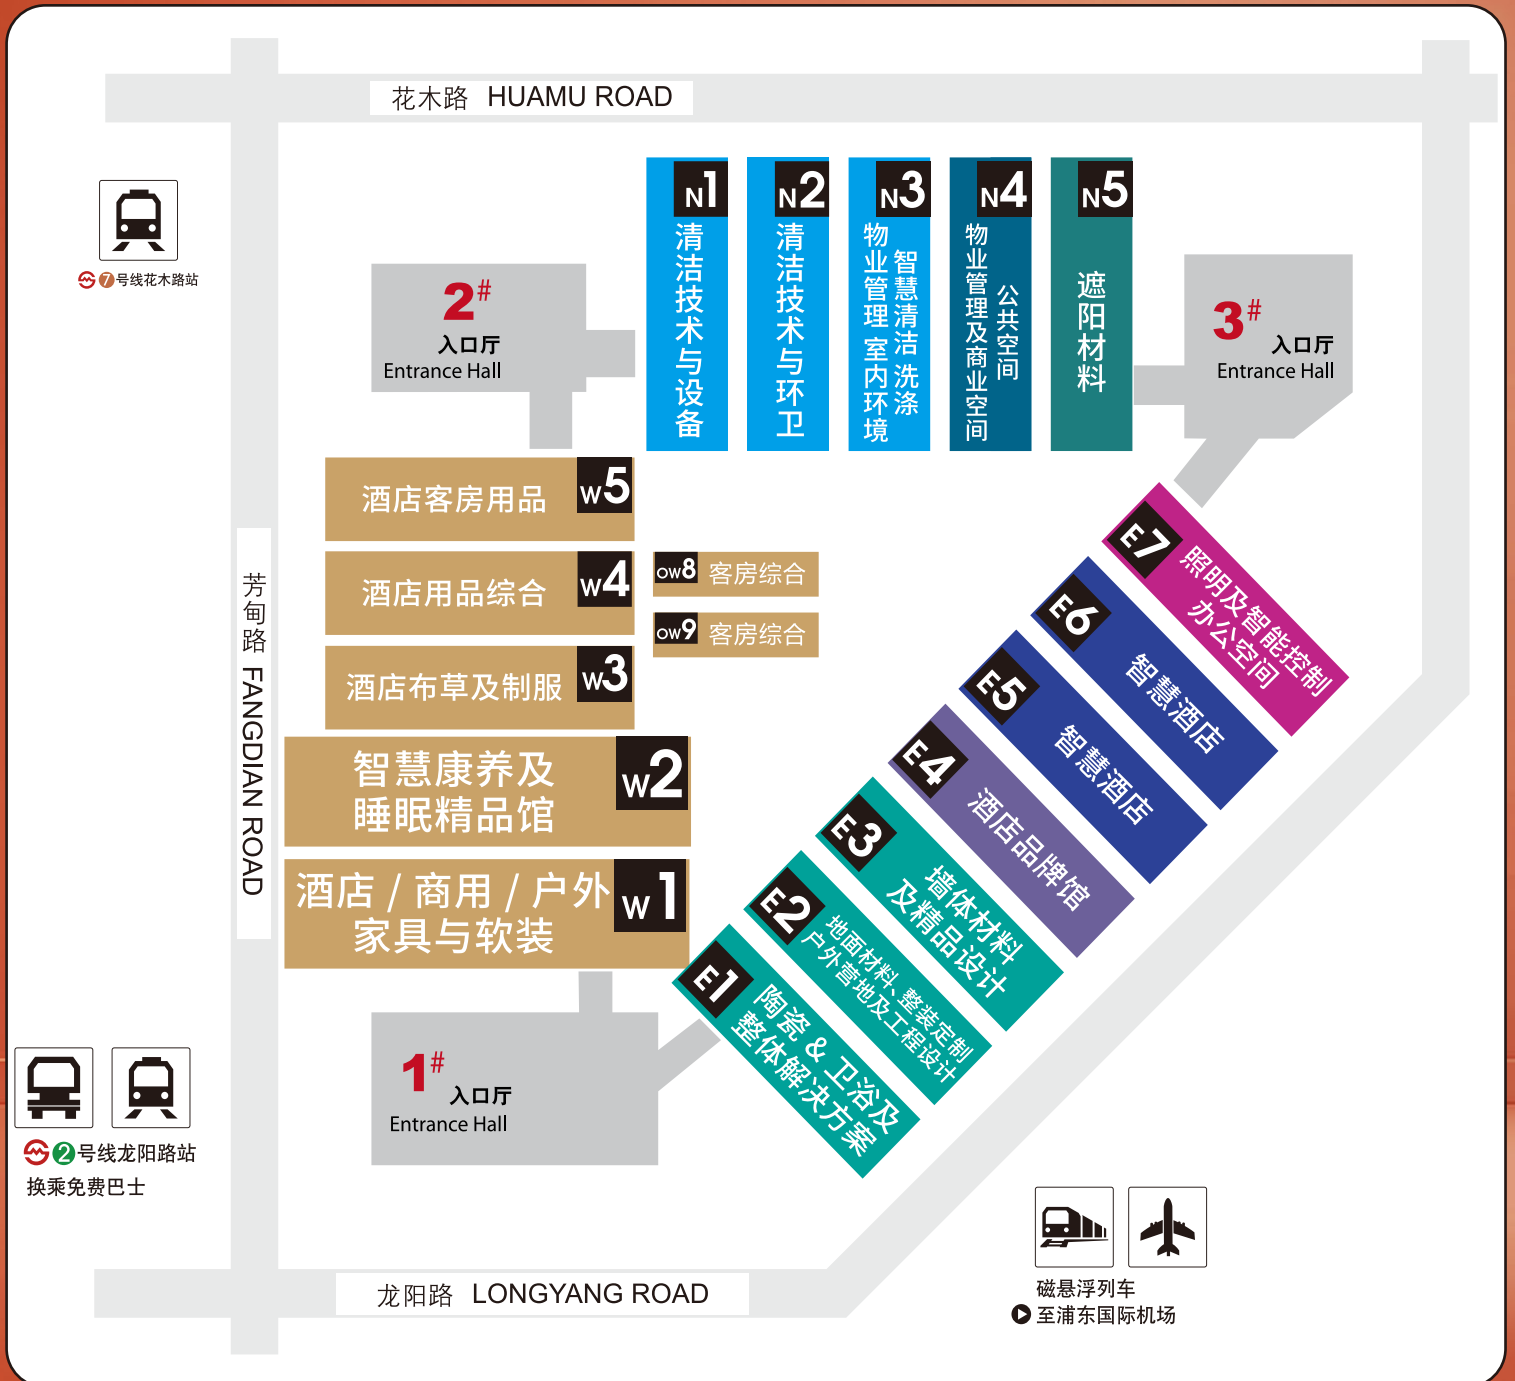 花木路 HUAMU ROAD
7号线花木路站
2#
入口厅
Entrance Hall
N1
清洁技术与设备
N2
清洁技术与环卫
N3
智慧清洁 洗涤
物业管理 室内环境
N4
公共空间
物业管理及商业空间
N5
遮阳材料
3#
入口厅
Entrance Hall
酒店客房用品
W5
酒店用品综合
W4
OW8 客房综合
OW9 客房综合
酒店布草及制服
W3
智慧康养及
睡眠精品馆
W2
酒店 / 商用 / 户外
家具与软装
W1
芳甸路 FANGDIAN ROAD
E7
照明及智能控制
办公空间
E6
智慧酒店
E5
智慧酒店
E4
酒店品牌馆
E3
墙体材料
及精品设计
E2
地面材料、整装定制
户外营地及工程设计
E1
陶瓷 & 卫浴及
整体解决方案
1#
入口厅
Entrance Hall
2号线龙阳路站
换乘免费巴士
龙阳路 LONGYANG ROAD
磁悬浮列车
至浦东国际机场